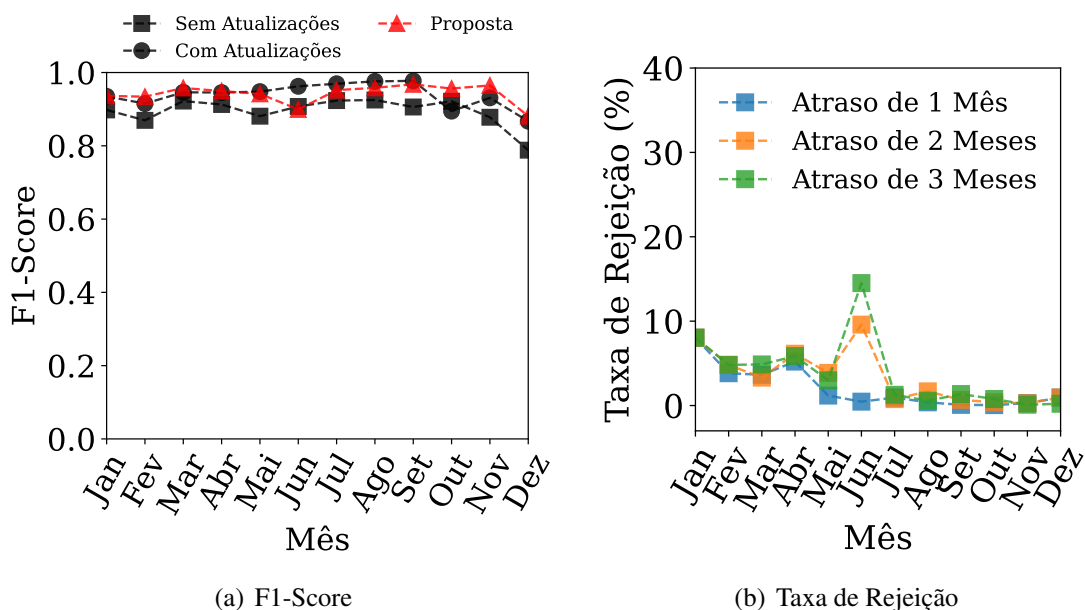 Sem Atualizações
Com Atualizações
Proposta
F1-Score
1.0
0.8
0.6
0.4
0.2
0.0
Jan
Fev
Mar
Abr
Mai
Jun
Jul
Ago
Set
Out
Nov
Dez
Mês
(a) F1-Score
Taxa de Rejeição (%)
40
30
20
10
0
Atraso de 1 Mês
Atraso de 2 Meses
Atraso de 3 Meses
Jan
Fev
Mar
Abr
Mai
Jun
Jul
Ago
Set
Out
Nov
Dez
Mês
(b) Taxa de Rejeição